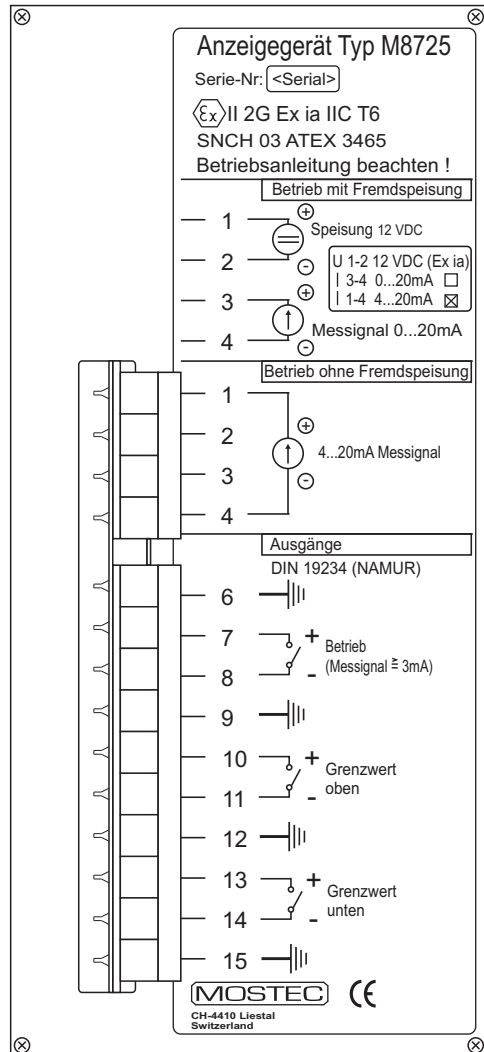 Anzeigegerät Typ M8725
Serie-Nr: <Serial>
Ex II 2G Ex ia IIC T6
SNCH 03 ATEX 3465
Betriebsanleitung beachten !
Betrieb mit Fremdspeisung
1 +
Speisung 12 VDC
2 -
U 1-2 12 VDC (Ex ia)
I 3-4 0...20mA ☐
I 1-4 4...20mA ☒
3 +
Messignal 0...20mA
4 -
Betrieb ohne Fremdspeisung
1
2 +
4...20mA Messignal
3 -
4
Ausgänge
DIN 19234 (NAMUR)
6
7 +
Betrieb
(Messignal ≧ 3mA)
8 -
9
10 +
Grenzwert
oben
11 -
12
13 +
Grenzwert
unten
14 -
15
MOSTEC CE
CH-4410 Liestal
Switzerland